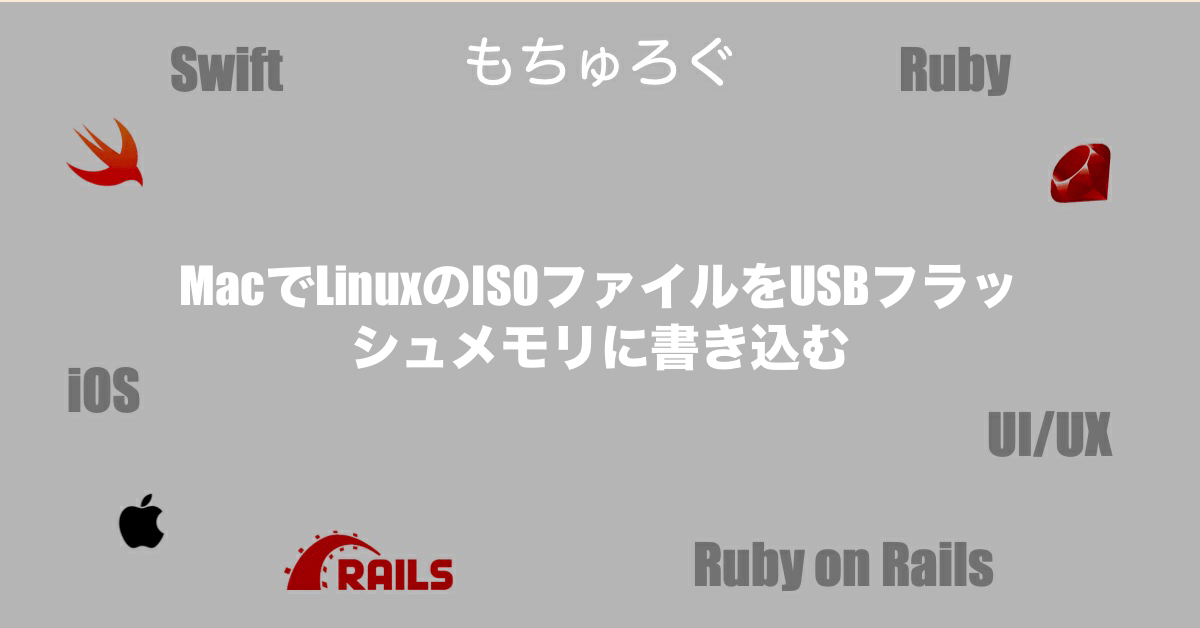 Swift
もちゅろぐ
Ruby
MacでLinuxのISOファイルをUSBフラッ
シュメモリに書き込む
iOS
UI/UX
RAILS
Ruby on Rails